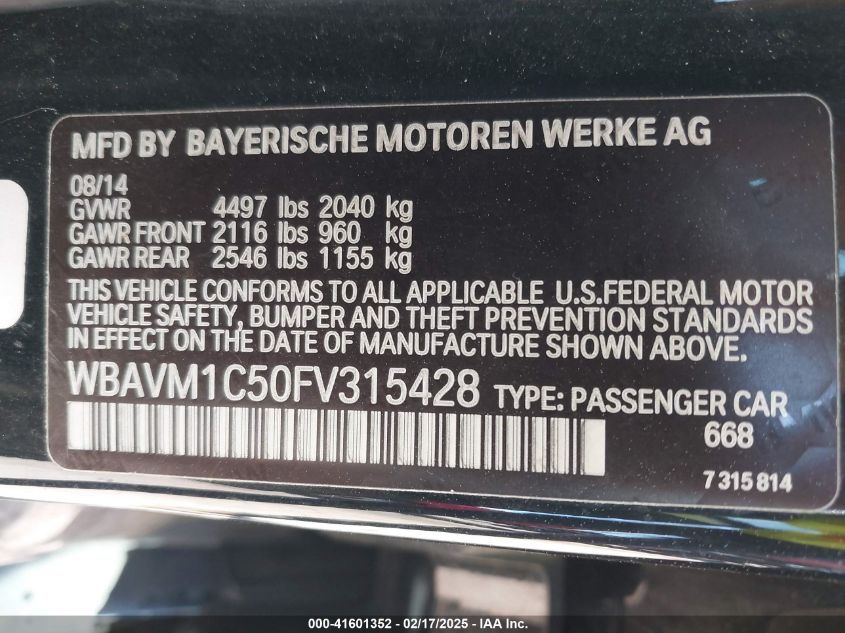 MFD BY BAYERISCHE MOTOREN WERKE AG
08/14
GVWR 4497 lbs 2040 kg
GAWR FRONT 2116 lbs 960 kg
GAWR REAR 2546 lbs 1155 kg
THIS VEHICLE CONFORMS TO ALL APPLICABLE U.S.FEDERAL MOTOR
VEHICLE SAFETY, BUMPER AND THEFT PREVENTION STANDARDS
IN EFFECT ON THE DATE OF MANUFACTURE SHOWN ABOVE.
WBAVM1C50FV315428 TYPE: PASSENGER CAR
668
7 315 814
000-41601352 / 02/17/2025 - © IAA Inc.